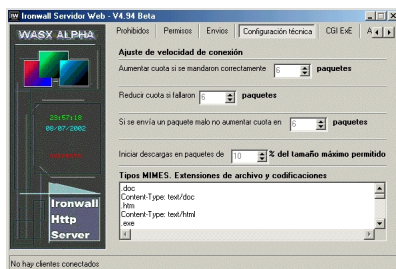 Ironwall Servidor Web - V4.94 Beta
WASX ALPHA
Prohibidos Permisos Envios Configuración técnica CGI ExE A
Ajuste de velocidad de conexión
Aumentar cuota si se mandaron correctamente 6 paquetes
Reducir cuota si fallaron 6 paquetes
23:57:18
08/07/2002
Si se envía un paquete malo no aumentar cuota en 6 paquetes
Iniciar descargas en paquetes de 10 % del tamaño máximo permitido
Tipos MIMES. Extensiones de archivo y codificaciones
.doc
Content-Type: text/doc
.htm
Content-Type: text/html
.exe
Ironwall
Http
Server
No hay clientes conectados